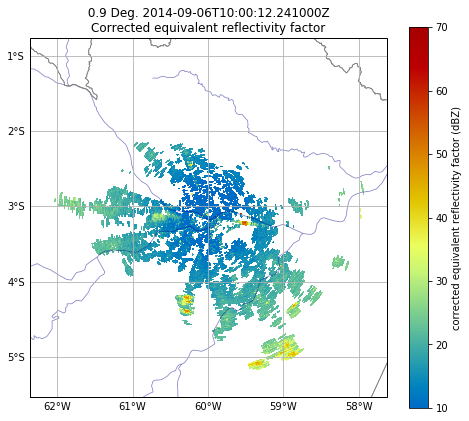 0.9 Deg. 2014-09-06T10:00:12.241000Z
Corrected equivalent reflectivity factor
1°S
2°S
3°S
4°S
5°S
62°W
61°W
60°W
59°W
58°W
70
60
50
40
30
20
10
corrected equivalent reflectivity factor (dBZ)